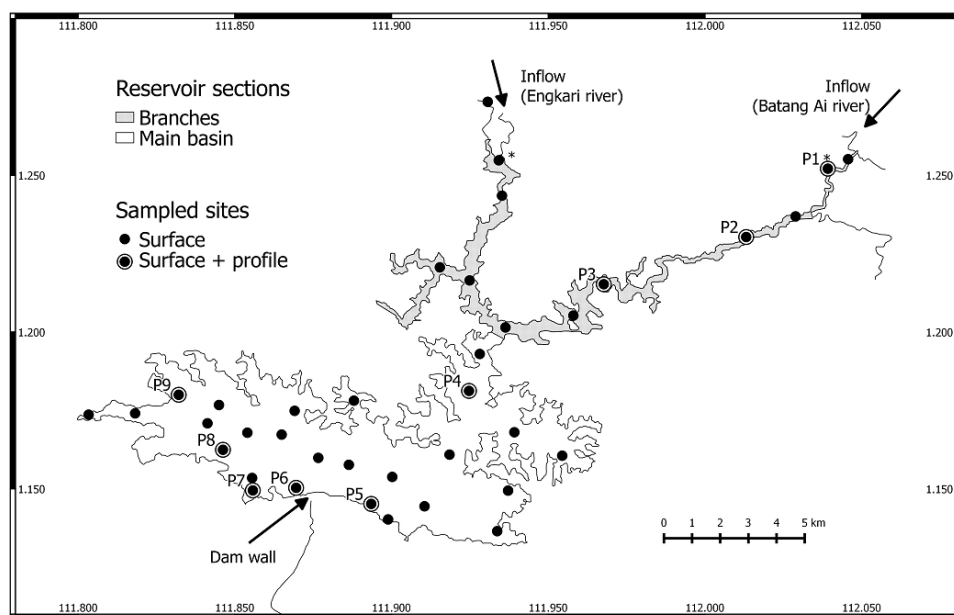 111.800 111.850 111.900 111.950 112.000 112.050
Inflow
(Engkari river)
Inflow
(Batang Ai river)
Reservoir sections
Branches
Main basin
*
P1*
1.250 1.250
Sampled sites
Surface
Surface + profile
P2
P3
1.200 1.200
P4
P9
P8
P7 P6 P5
1.150 1.150
0 1 2 3 4 5 km
Dam wall
111.800 111.850 111.900 111.950 112.000 112.050